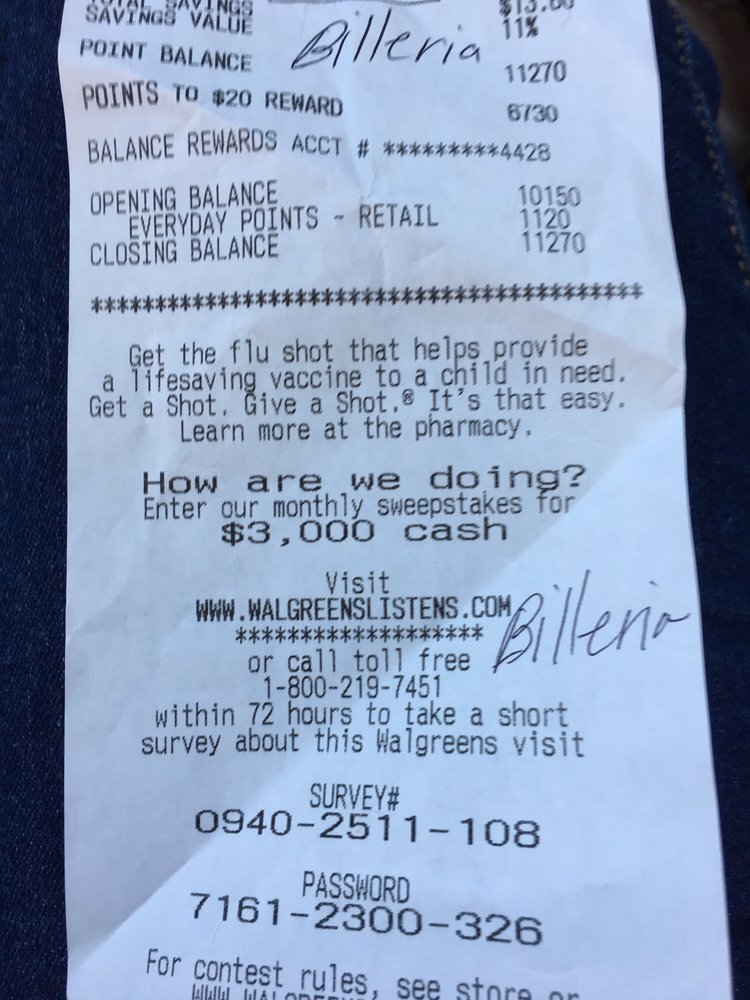 TOTAL SAVINGS
SAVINGS VALUE 11%
Billeria
POINT BALANCE 11270
POINTS TO $20 REWARD 6730
BALANCE REWARDS ACCT # *********4428
OPENING BALANCE 10150
EVERYDAY POINTS - RETAIL 1120
CLOSING BALANCE 11270
*******************************************
Get the flu shot that helps provide
a lifesaving vaccine to a child in need.
Get a Shot. Give a Shot.® It's that easy.
Learn more at the pharmacy.
How are we doing?
Enter our monthly sweepstakes for
$3,000 cash
Visit
WWW.WALGREENSLISTENS.COM
Billeria
*******************
or call toll free
1-800-219-7451
within 72 hours to take a short
survey about this Walgreens visit
SURVEY#
0940-2511-108
PASSWORD
7161-2300-326
For contest rules, see store or